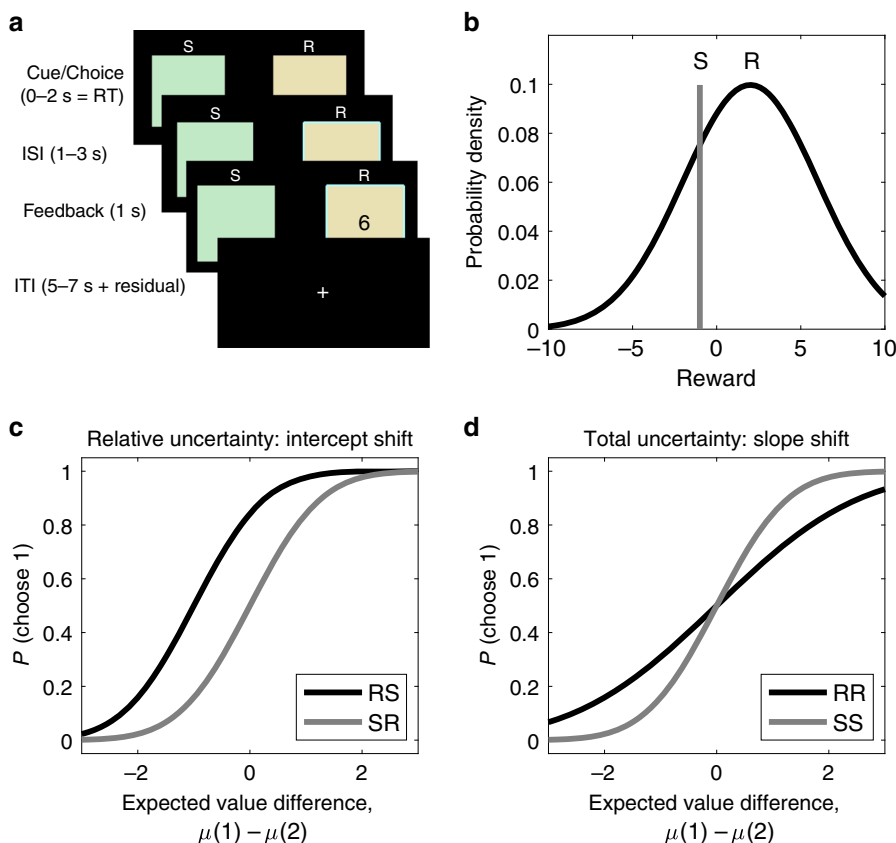 a
S
R
Cue/Choice
(0–2 s = RT)
S
R
ISI (1–3 s)
S
R
Feedback (1 s)
6
ITI (5–7 s + residual)
+
b
S
R
Probability density
0.1
0.08
0.06
0.04
0.02
0
−10
−5
0
5
10
Reward
c
Relative uncertainty: intercept shift
P (choose 1)
1
0.8
0.6
0.4
0.2
0
RS
SR
−2
0
2
Expected value difference,
μ(1) − μ(2)
d
Total uncertainty: slope shift
P (choose 1)
1
0.8
0.6
0.4
0.2
0
RR
SS
−2
0
2
Expected value difference,
μ(1) − μ(2)